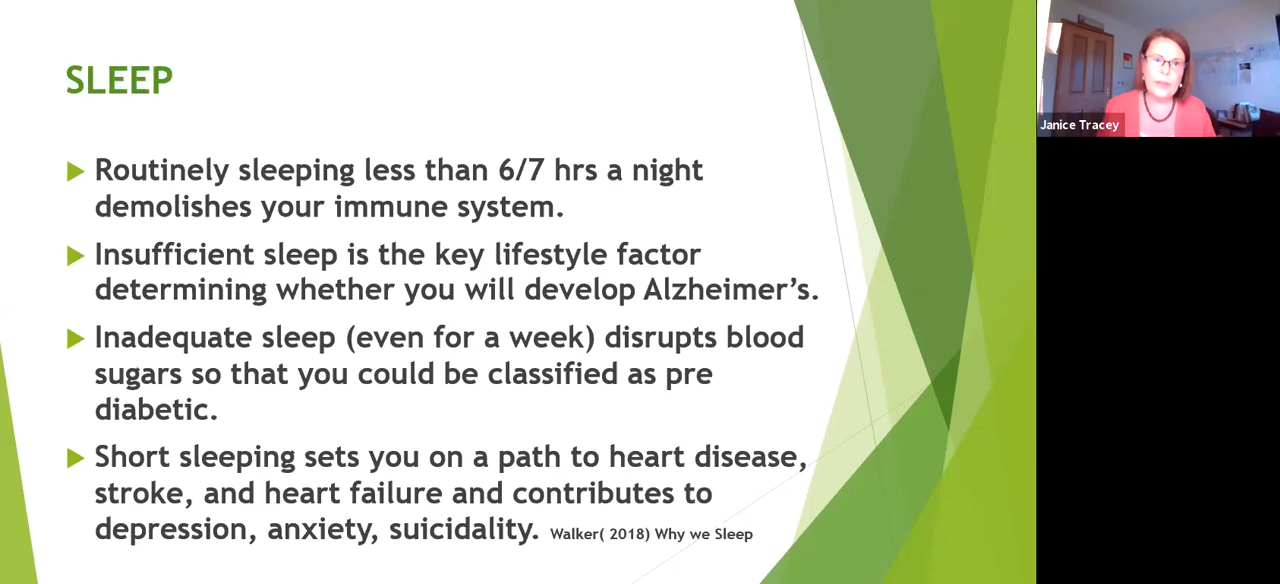 SLEEP
Routinely sleeping less than 6/7 hrs a night
demolishes your immune system.
Insufficient sleep is the key lifestyle factor
determining whether you will develop Alzheimer’s.
Inadequate sleep (even for a week) disrupts blood
sugars so that you could be classified as pre
diabetic.
Short sleeping sets you on a path to heart disease,
stroke, and heart failure and contributes to
depression, anxiety, suicidality. Walker( 2018) Why we Sleep
Janice Tracey